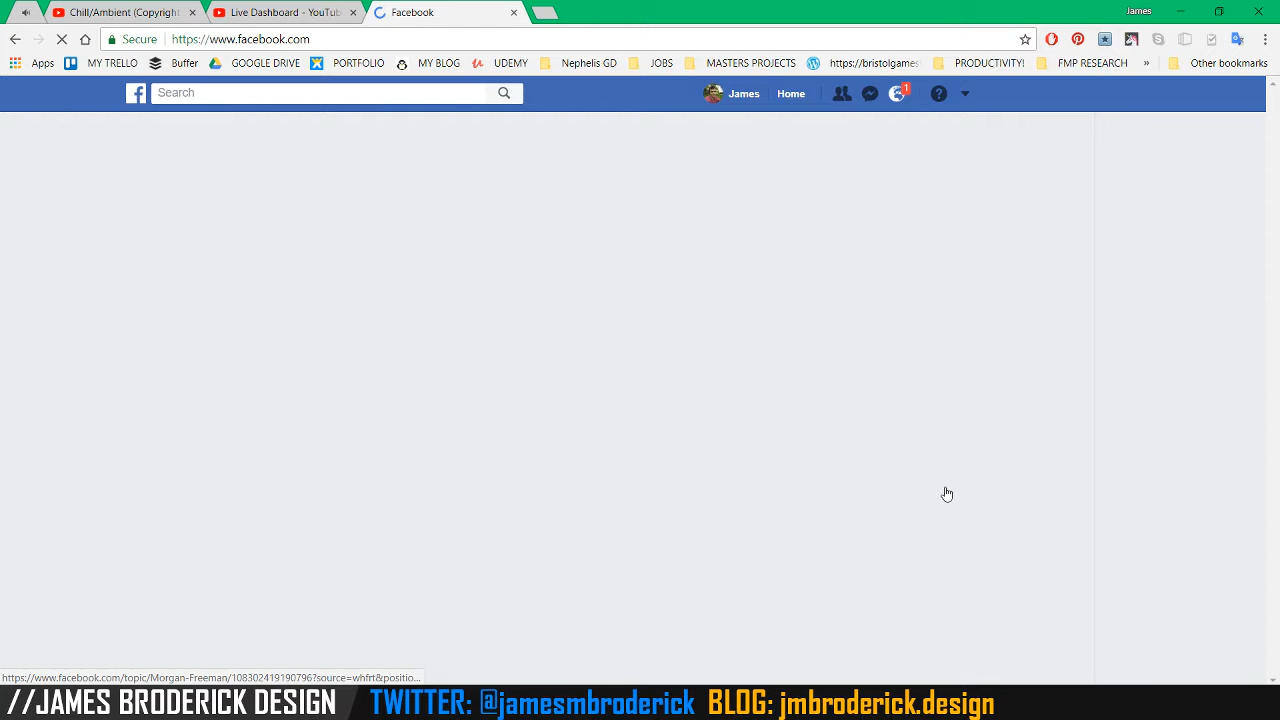 Chill/Ambient (Copyright Live Dashboard - YouTub Facebook James
Secure https://www.facebook.com
Apps MY TRELLO Buffer GOOGLE DRIVE PORTFOLIO MY BLOG UDEMY Nephelis GD JOBS MASTERS PROJECTS https://bristolgames PRODUCTIVITY! FMP RESEARCH » Other bookmarks
Search James Home 1
https://www.facebook.com/topic/Morgan-Freeman/108302419190796?source=whfrt&positio...
//JAMES BRODERICK DESIGN TWITTER: @jamesmbroderick BLOG: jmbroderick.design